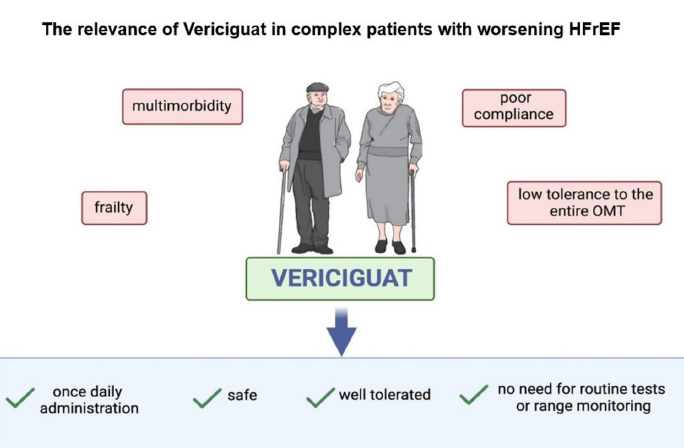 The relevance of Vericiguat in complex patients with worsening HFrEF
multimorbidity
poor
compliance
frailty
low tolerance to the
entire OMT
VERICIGUAT
once daily
administration
safe
well tolerated
no need for routine tests
or range monitoring